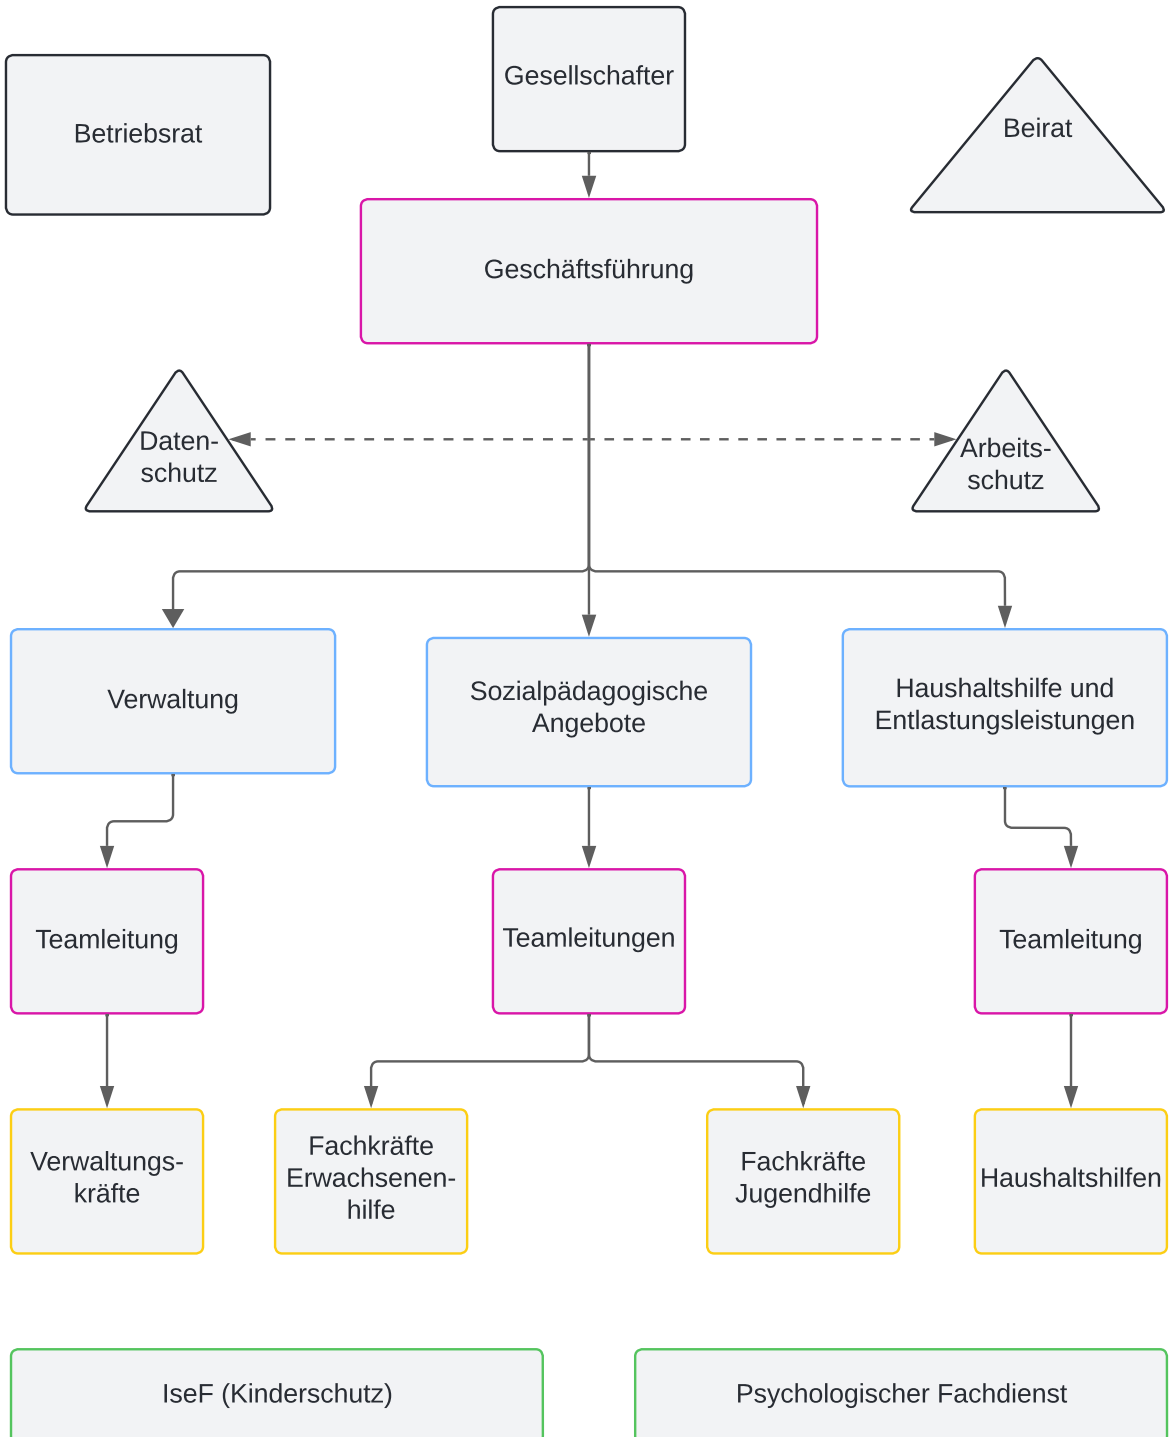 Gesellschafter
Betriebsrat
Beirat
Geschäftsführung
Daten-
schutz
Arbeits-
schutz
Verwaltung
Sozialpädagogische
Angebote
Haushaltshilfe und
Entlastungsleistungen
Teamleitung
Teamleitungen
Teamleitung
Verwaltungs-
kräfte
Fachkräfte
Erwachsenen-
hilfe
Fachkräfte
Jugendhilfe
Haushaltshilfen
IseF (Kinderschutz)
Psychologischer Fachdienst